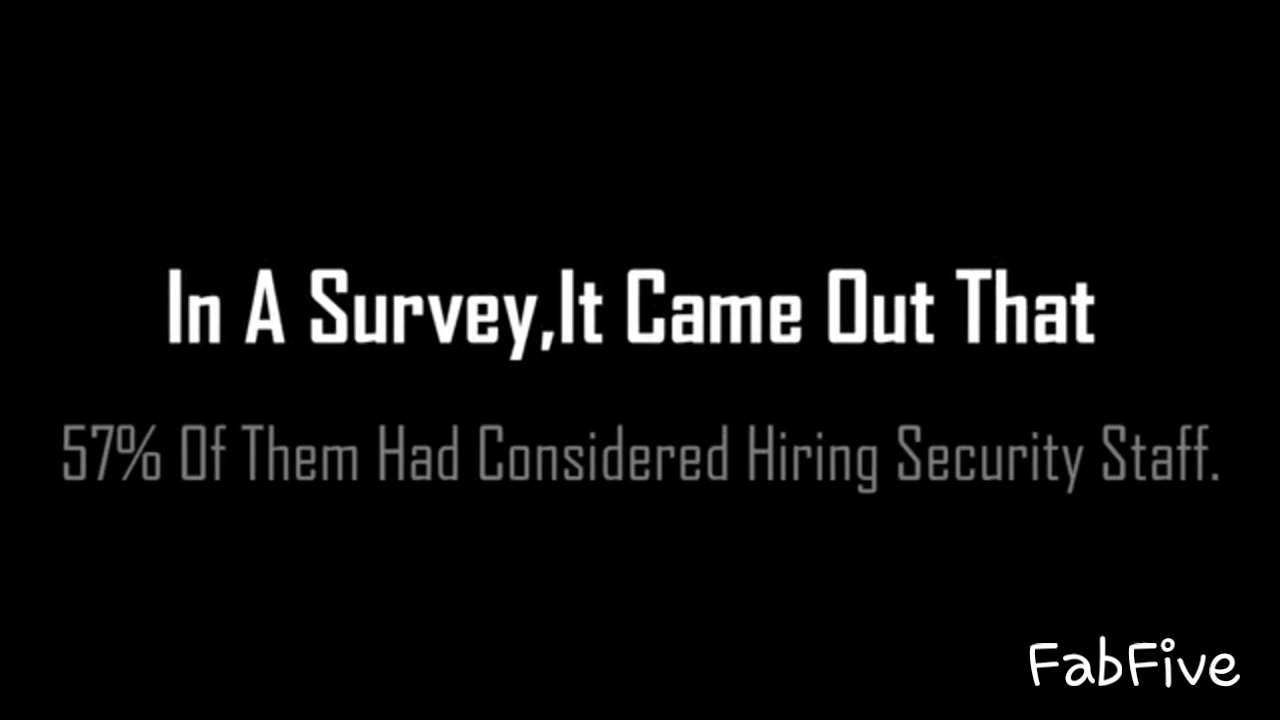 In A Survey,It Came Out That
57% Of Them Had Considered Hiring Security Staff.
FabFive